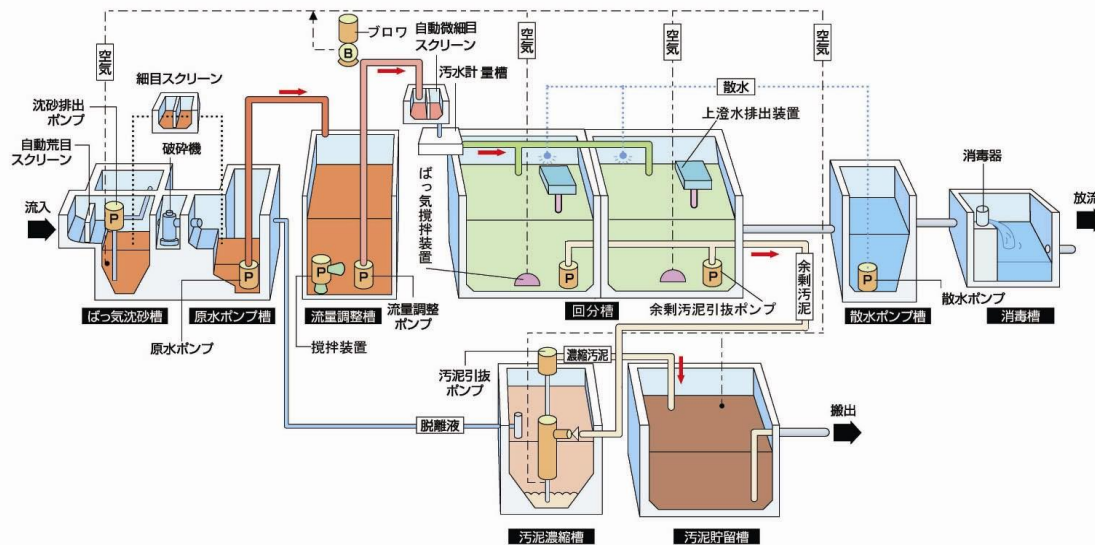 空気
ブロワ
B
自動微細目
スクリーン
汚水計量槽
空気
空気
空気
細目スクリーン
沈砂排出
ポンプ
自動荒目
スクリーン
破砕機
散水
上澄水排出装置
消毒器
流入
放流
P
ばっ気撹拌装置
P
P
P
P
P
P
ばっ気沈砂槽
原水ポンプ槽
流量調整槽
流量調整
ポンプ
回分槽
余剰汚泥引抜ポンプ
余剰汚泥
散水ポンプ
散水ポンプ槽
消毒槽
原水ポンプ
撹拌装置
汚泥引抜
ポンプ
P
濃縮汚泥
脱離液
搬出
汚泥濃縮槽
汚泥貯留槽